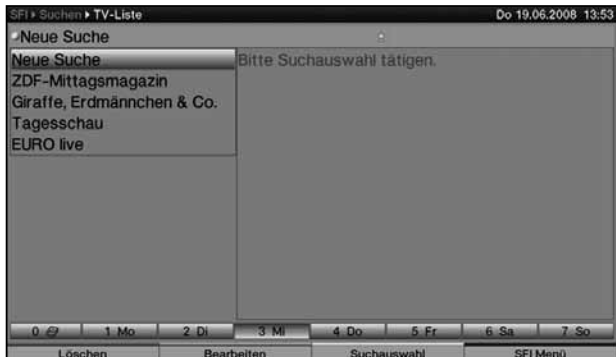 SFI ▸ Suchen ▸ TV-Liste Do 19.06.2008 13:53
Neue Suche
Neue Suche Bitte Suchauswahl tätigen.
ZDF-Mittagsmagazin
Giraffe, Erdmännchen & Co.
Tagesschau
EURO live
0 1 Mo 2 Di 3 Mi 4 Do 5 Fr 6 Sa 7 So
Löschen Bearbeiten Suchauswahl SFI Menü